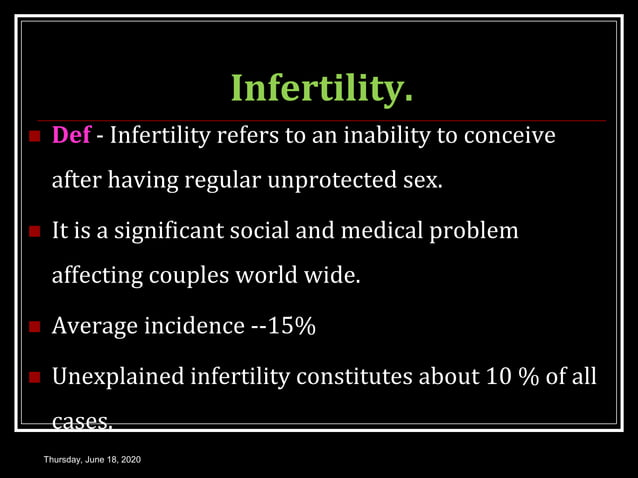 Infertility.
Def - Infertility refers to an inability to conceive
after having regular unprotected sex.
It is a significant social and medical problem
affecting couples world wide.
Average incidence --15%
Unexplained infertility constitutes about 10 % of all
cases.
Thursday, June 18, 2020